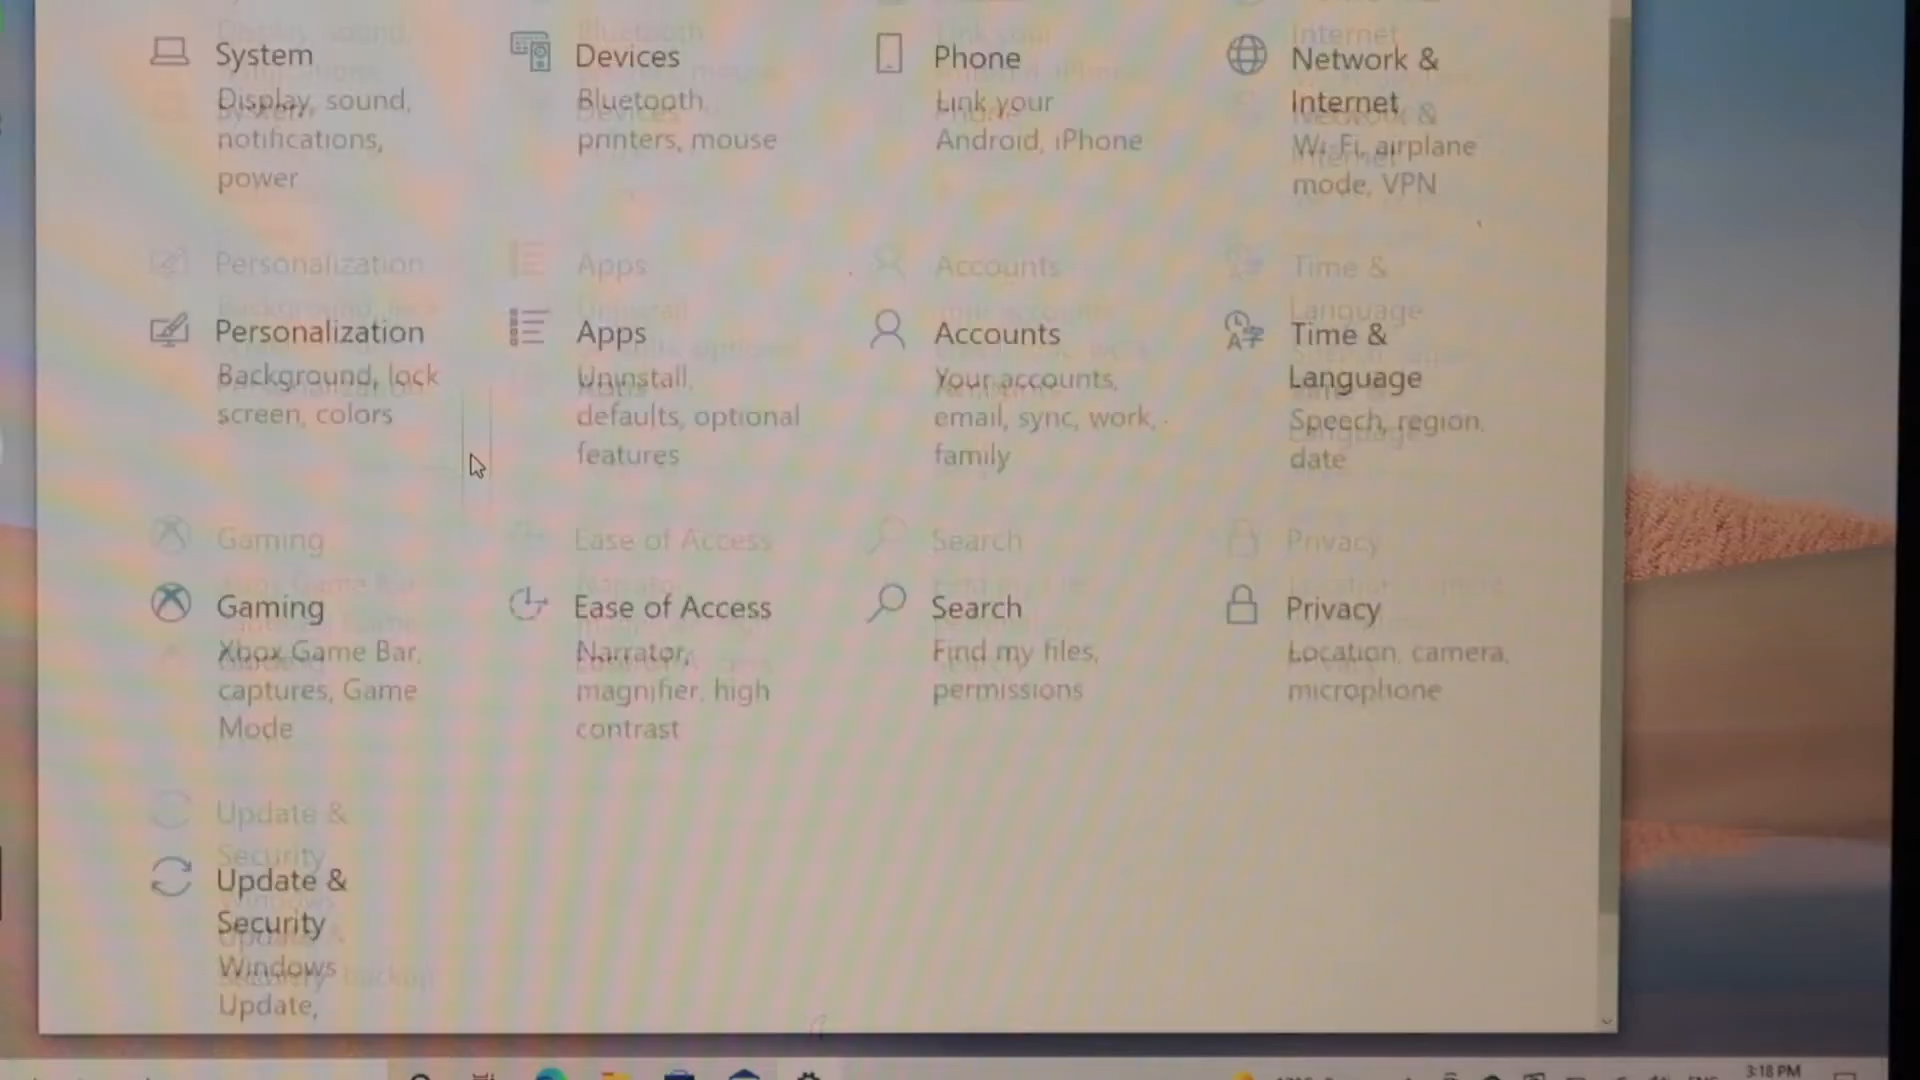 System
Devices
Phone
Network &
Internet
Display, sound,
notifications,
power
Bluetooth,
printers, mouse
Link your
Android, iPhone
Wi-Fi, airplane
mode, VPN
Personalization
Apps
Accounts
Time &
Language
Background, lock
screen, colors
Uninstall,
defaults, optional
features
Your accounts,
email, sync, work,
family
Speech, region,
date
Gaming
Ease of Access
Search
Privacy
Xbox Game Bar,
captures, Game
Mode
Narrator,
magnifier, high
contrast
Find my files,
permissions
Location, camera,
microphone
Update &
Security
Windows
Update,
3:18 PM